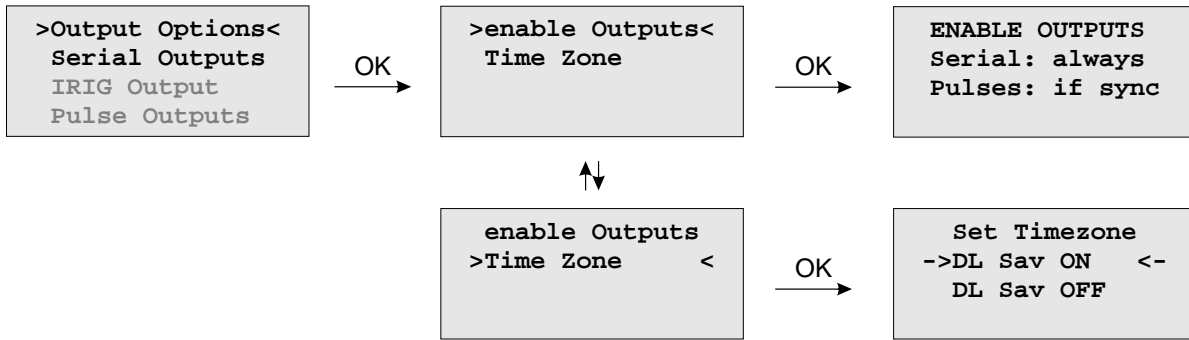 >Output Options<
Serial Outputs
IRIG Output
Pulse Outputs
OK
>enable Outputs<
Time Zone
OK
ENABLE OUTPUTS
Serial: always
Pulses: if sync
enable Outputs
>Time Zone <
OK
Set Timezone
->DL Sav ON <-
DL Sav OFF